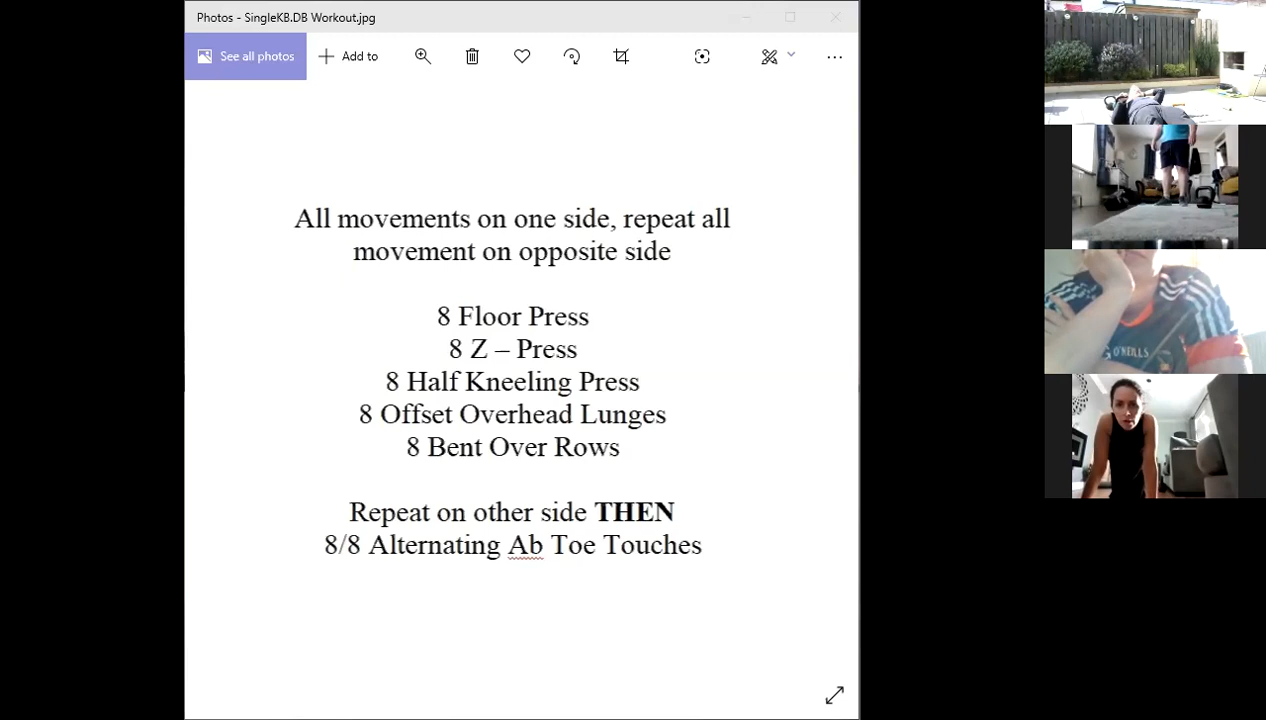 Photos - SingleKB.DB Workout.jpg
See all photos
Add to
All movements on one side, repeat all
movement on opposite side
8 Floor Press
8 Z – Press
8 Half Kneeling Press
8 Offset Overhead Lunges
8 Bent Over Rows
Repeat on other side THEN
8/8 Alternating Ab Toe Touches
O'NEILLS